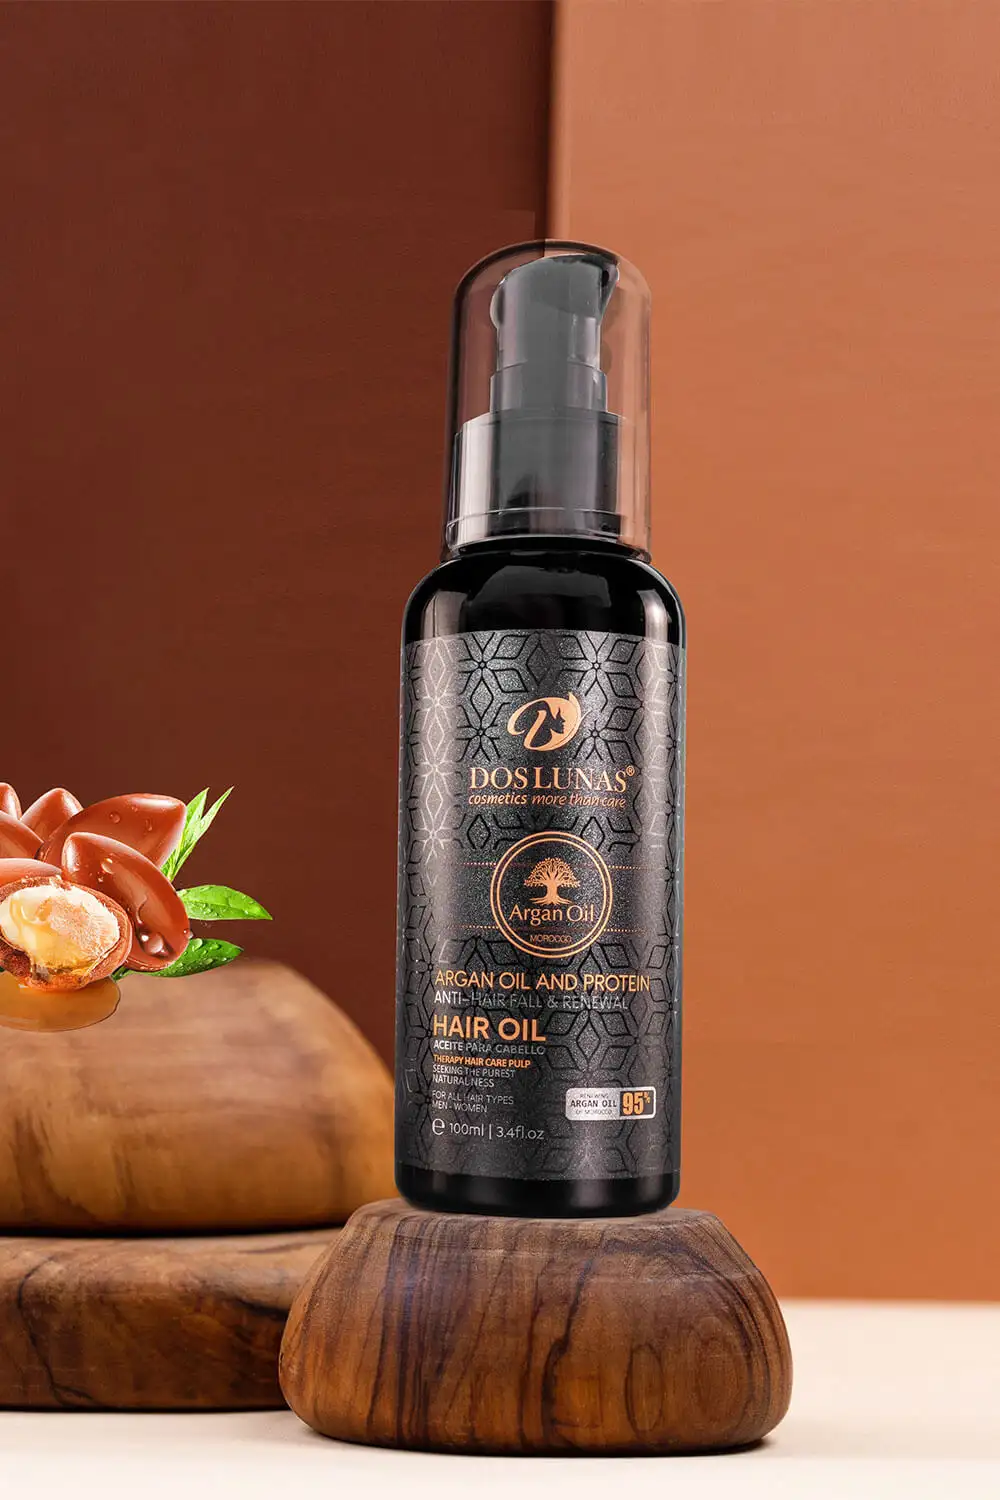 DOS LUNAS®
cosmetics more than care
Argan Oil
MOROCCO
ARGAN OIL AND PROTEIN
ANTI-HAIR FALL & RENEWAL
HAIR OIL
ACEITE PARA CABELLO
THERAPY HAIR CARE PULP
SEEKING THE PUREST
NATURAL NESS
FOR ALL HAIR TYPES
MEN - WOMEN
e 100ml | 3.4fl.oz
RENEWING
ARGAN OIL
OF MOROCCO
95%